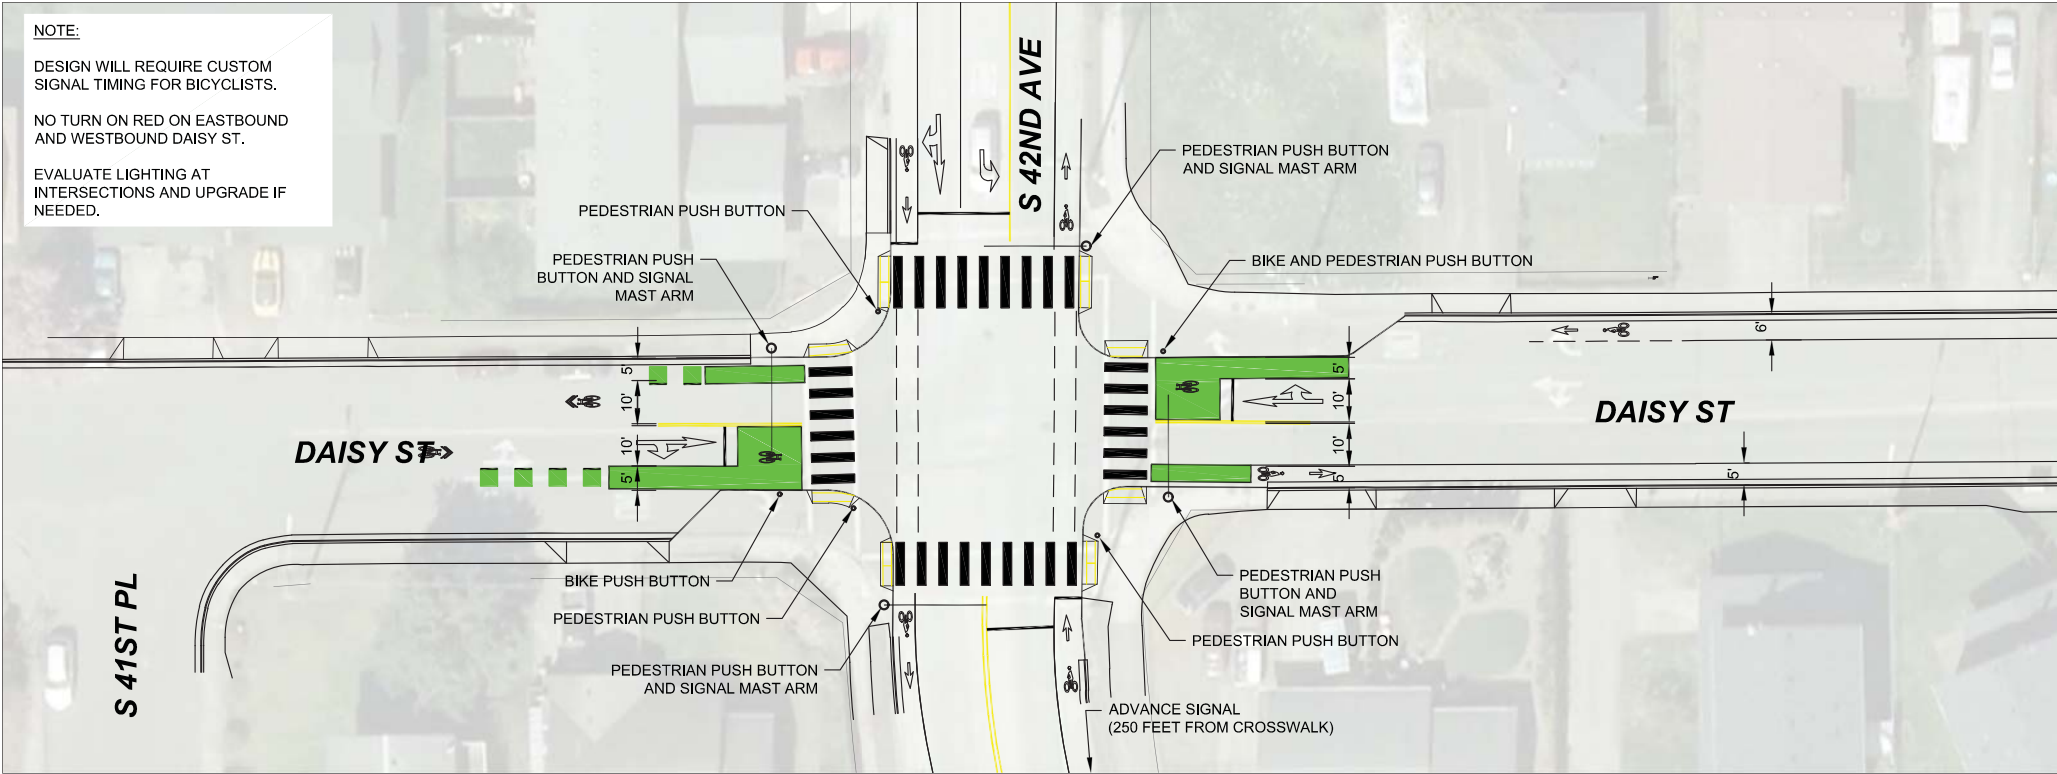 NOTE:
DESIGN WILL REQUIRE CUSTOM
SIGNAL TIMING FOR BICYCLISTS.
NO TURN ON RED ON EASTBOUND
AND WESTBOUND DAISY ST.
EVALUATE LIGHTING AT
INTERSECTIONS AND UPGRADE IF
NEEDED.
S 42ND AVE
PEDESTRIAN PUSH BUTTON
AND SIGNAL MAST ARM
PEDESTRIAN PUSH BUTTON
PEDESTRIAN PUSH
BUTTON AND SIGNAL
MAST ARM
BIKE AND PEDESTRIAN PUSH BUTTON
6'
5'
10'
10'
5'
5'
10'
10'
5'
5'
DAISY ST
DAISY ST
BIKE PUSH BUTTON
PEDESTRIAN PUSH BUTTON
PEDESTRIAN PUSH BUTTON
AND SIGNAL MAST ARM
PEDESTRIAN PUSH
BUTTON AND
SIGNAL MAST ARM
PEDESTRIAN PUSH BUTTON
S 41ST PL
ADVANCE SIGNAL
(250 FEET FROM CROSSWALK)